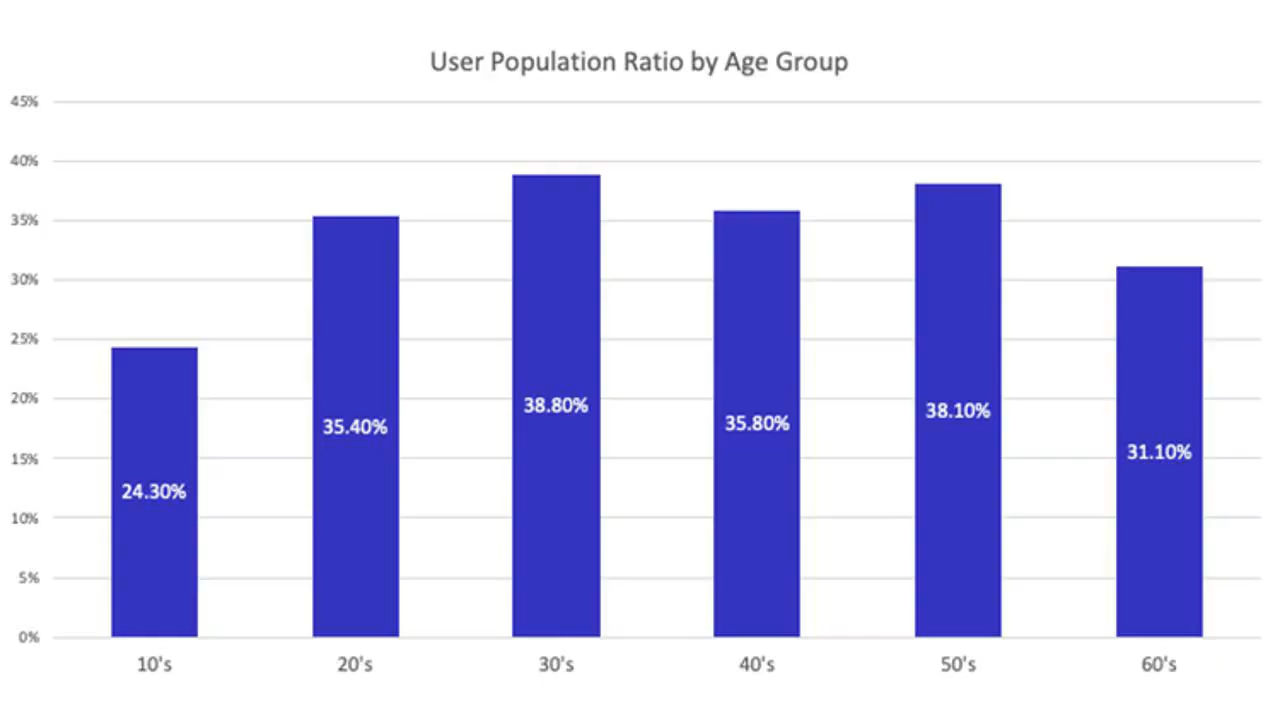 User Population Ratio by Age Group
45%
40%
35%
30%
25%
20%
15%
10%
5%
0%
24.30%
35.40%
38.80%
35.80%
38.10%
31.10%
10's
20's
30's
40's
50's
60's